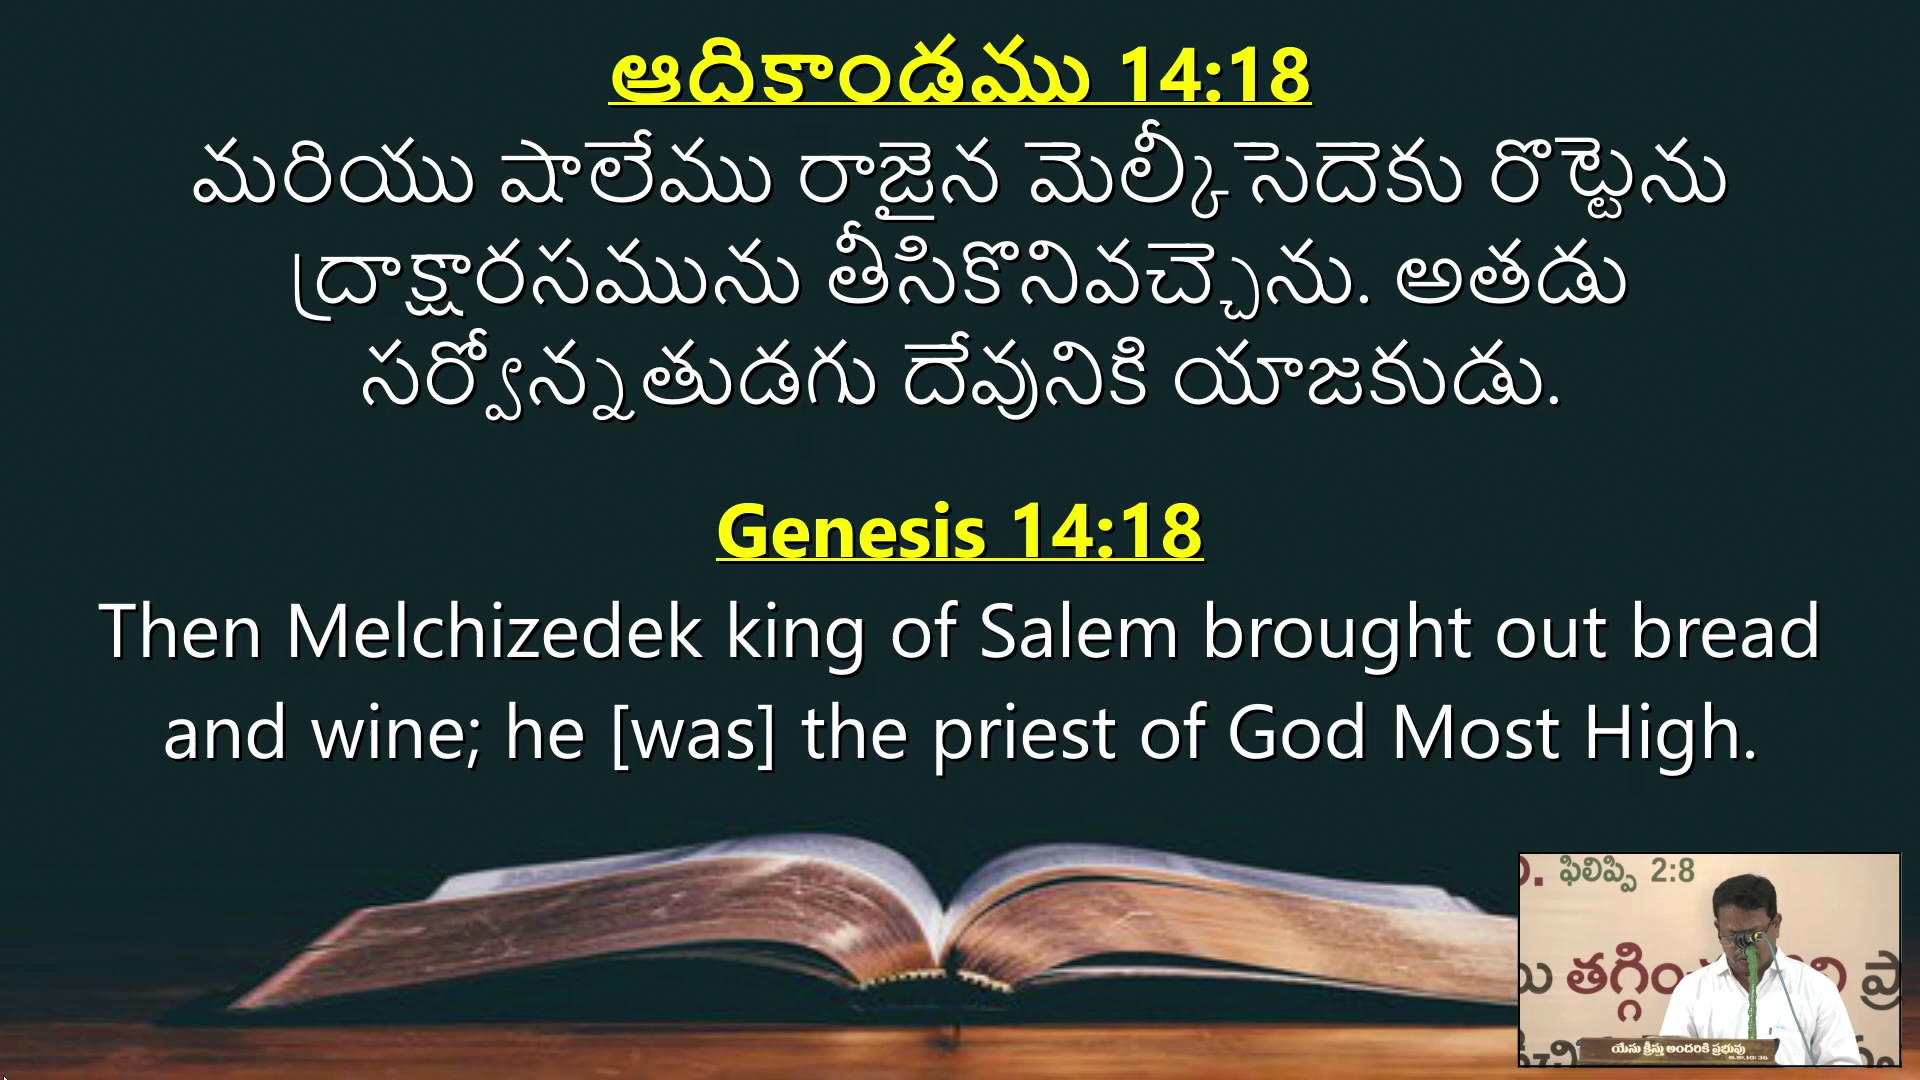 ఆదికాండము 14:18
మరియు షాలేము రాజైన మెల్కీసెదెకు రొట్టెను
ద్రాక్షారసమును తీసికొనివచ్చెను. అతడు
సర్వోన్నతుడగు దేవునికి యాజకుడు.
Genesis 14:18
Then Melchizedek king of Salem brought out bread
and wine; he [was] the priest of God Most High.
ఫిలిప్పి 2:8
యేసు క్రీస్తు అందరికి ప్రభువు